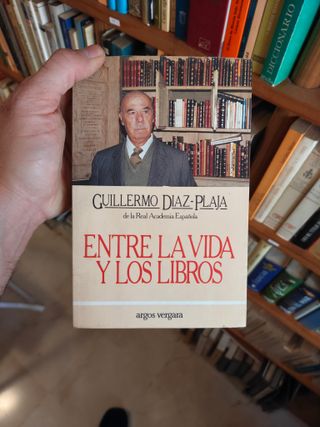 GUILLERMO DIAZ-PLAJA
de la Real Academia Española
ENTRE LA VIDA
Y LOS LIBROS
argos vergara
DICCIONARIO